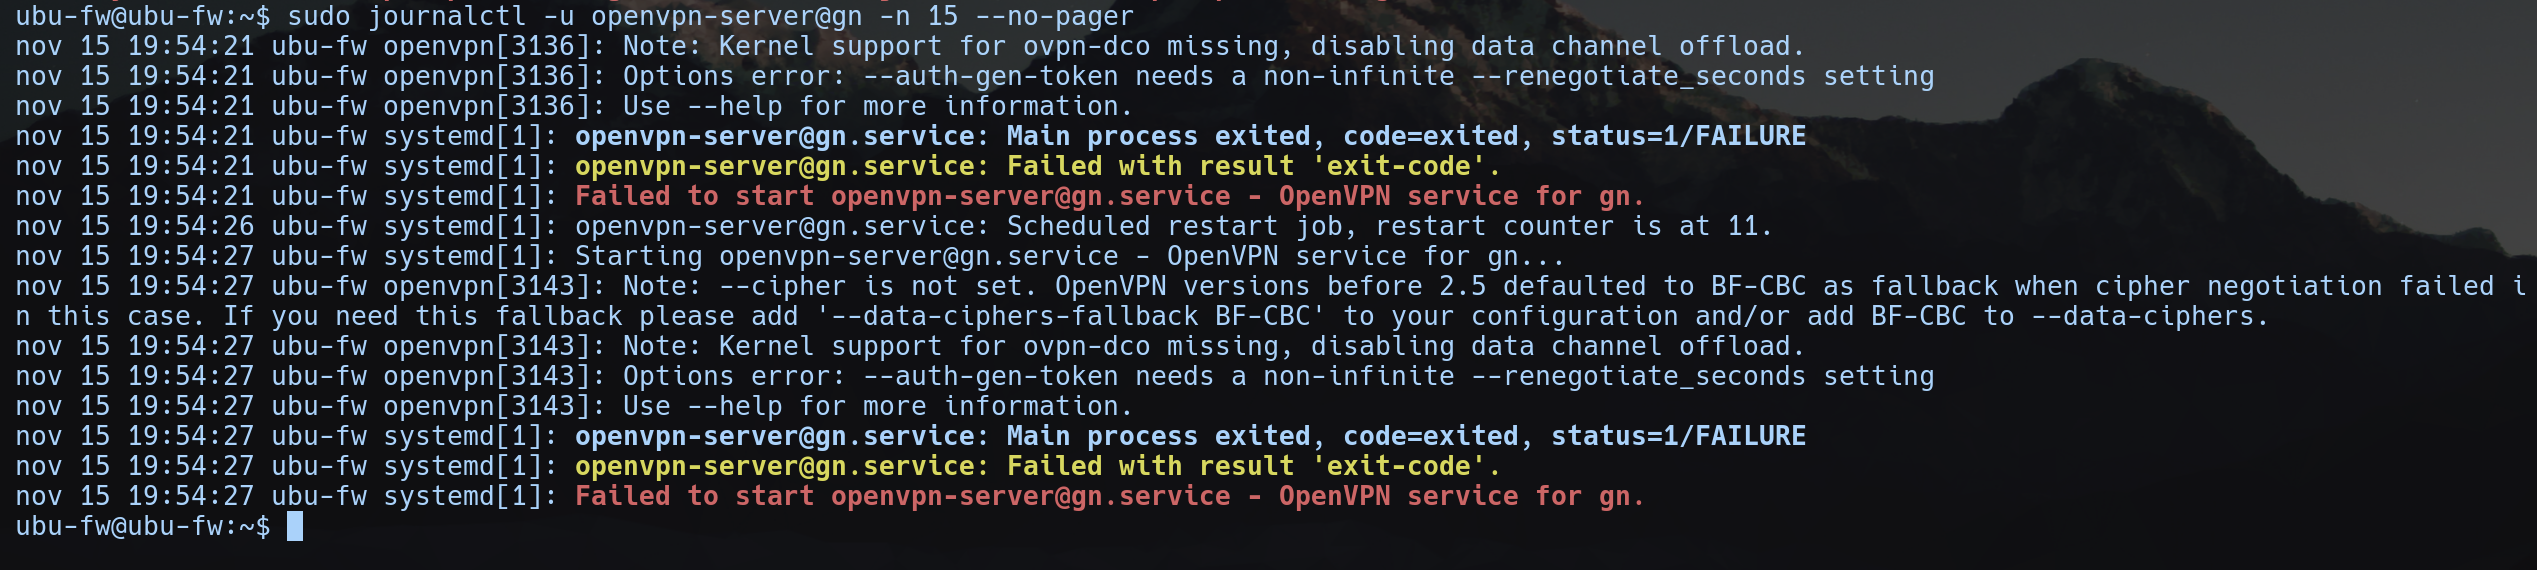 ubu-fw@ubu-fw:~$ sudo journalctl -u openvpn-server@gn -n 15 --no-pager
nov 15 19:54:21 ubu-fw openvpn[3136]: Note: Kernel support for ovpn-dco missing, disabling data channel offload.
nov 15 19:54:21 ubu-fw openvpn[3136]: Options error: --auth-gen-token needs a non-infinite --renegotiate_seconds setting
nov 15 19:54:21 ubu-fw openvpn[3136]: Use --help for more information.
nov 15 19:54:21 ubu-fw systemd[1]: openvpn-server@gn.service: Main process exited, code=exited, status=1/FAILURE
nov 15 19:54:21 ubu-fw systemd[1]: openvpn-server@gn.service: Failed with result 'exit-code'.
nov 15 19:54:21 ubu-fw systemd[1]: Failed to start openvpn-server@gn.service - OpenVPN service for gn.
nov 15 19:54:26 ubu-fw systemd[1]: openvpn-server@gn.service: Scheduled restart job, restart counter is at 11.
nov 15 19:54:27 ubu-fw systemd[1]: Starting openvpn-server@gn.service - OpenVPN service for gn...
nov 15 19:54:27 ubu-fw openvpn[3143]: Note: --cipher is not set. OpenVPN versions before 2.5 defaulted to BF-CBC as fallback when cipher negotiation failed i
n this case. If you need this fallback please add '--data-ciphers-fallback BF-CBC' to your configuration and/or add BF-CBC to --data-ciphers.
nov 15 19:54:27 ubu-fw openvpn[3143]: Note: Kernel support for ovpn-dco missing, disabling data channel offload.
nov 15 19:54:27 ubu-fw openvpn[3143]: Options error: --auth-gen-token needs a non-infinite --renegotiate_seconds setting
nov 15 19:54:27 ubu-fw openvpn[3143]: Use --help for more information.
nov 15 19:54:27 ubu-fw systemd[1]: openvpn-server@gn.service: Main process exited, code=exited, status=1/FAILURE
nov 15 19:54:27 ubu-fw systemd[1]: openvpn-server@gn.service: Failed with result 'exit-code'.
nov 15 19:54:27 ubu-fw systemd[1]: Failed to start openvpn-server@gn.service - OpenVPN service for gn.
ubu-fw@ubu-fw:~$